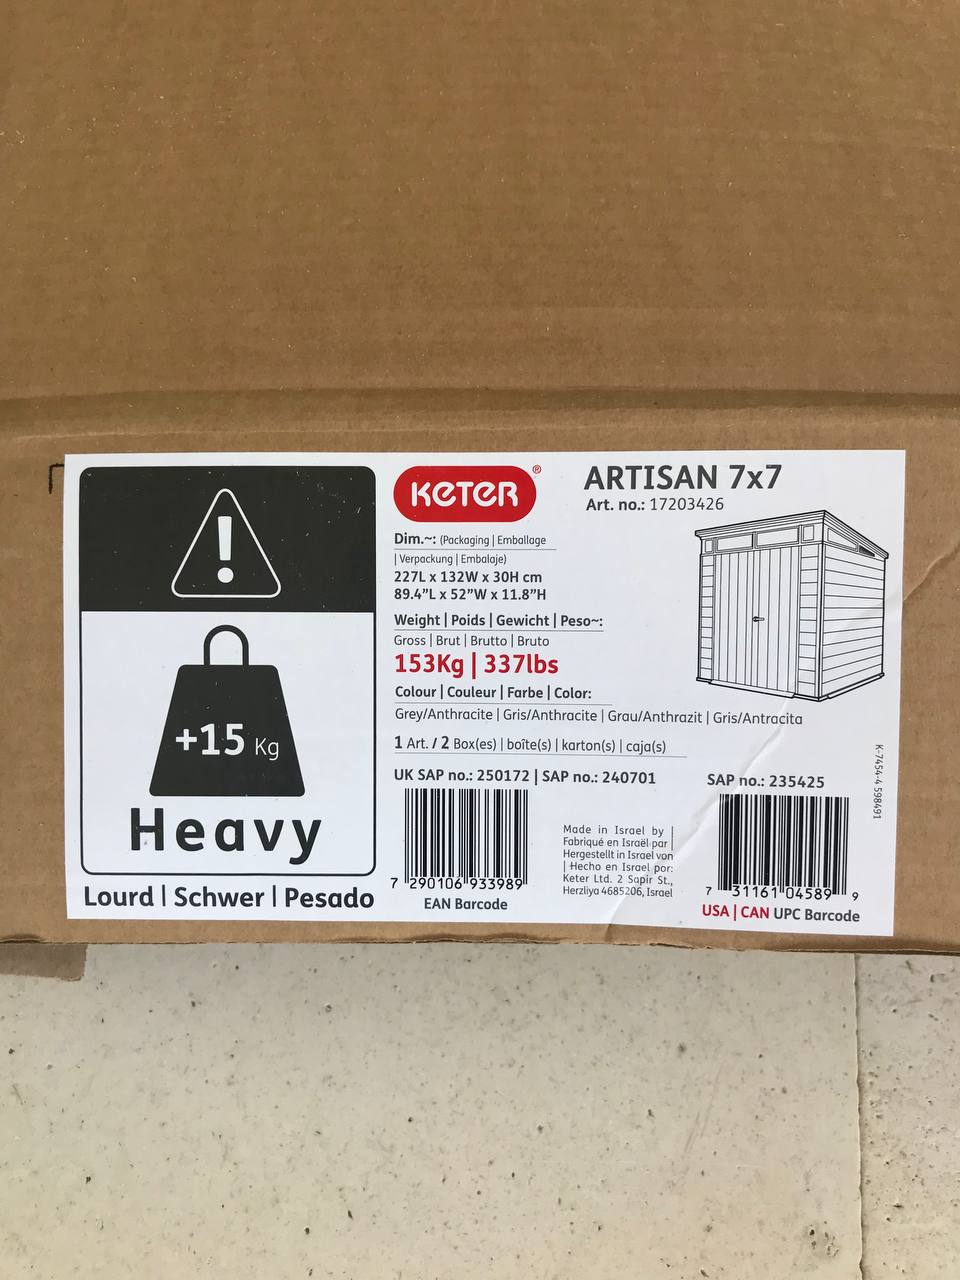 +15 Kg
Heavy
Lourd | Schwer | Pesado
KETER®
Dim.~: (Packaging | Emballage
| Verpackung | Embalaje)
227L x 132W x 30H cm
89.4”L x 52”W x 11.8”H
Weight | Poids | Gewicht | Peso~:
Gross | Brut | Brutto | Bruto
153Kg | 337lbs
Colour | Couleur | Farbe | Color:
Grey/Anthracite | Gris/Anthracite | Grau/Anthrazit | Gris/Antracita
1 Art. / 2 Box(es) | boîte(s) | karton(s) | caja(s)
UK SAP no.: 250172 | SAP no.: 240701
7 290106 933989
EAN Barcode
ARTISAN 7x7
Art. no.: 17203426
Made in Israel by |
Fabriqué en Israël par |
Hergestellt in Israel von
| Hecho en Israel por:
Keter Ltd. 2 Sapir St.,
Herzliya 4685206, Israel
SAP no.: 235425
7 31161 04589 9
USA | CAN UPC Barcode
K-7454-4 598491